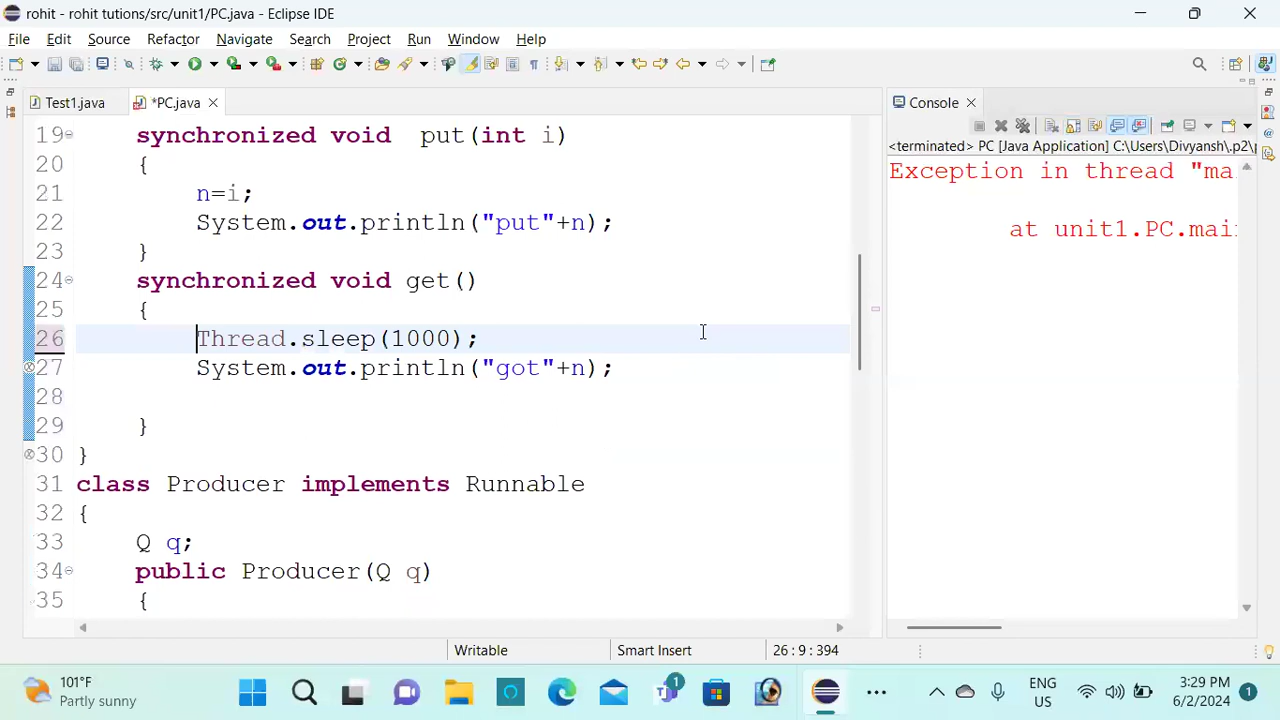 rohit - rohit tutions/src/unit1/PC.java - Eclipse IDE
File Edit Source Refactor Navigate Search Project Run Window Help
Test1.java *PC.java Console
<terminated> PC [Java Application] C:\Users\Divyansh\.p2\p
19 synchronized void  put(int i)
20 {
21 n=i;
22 System.out.println("put"+n);
23 }
24 synchronized void get()
25 {
26 Thread.sleep(1000);
27 System.out.println("got"+n);
28
29 }
30 }
31 class Producer implements Runnable
32 {
33 Q q;
34 public Producer(Q q)
35 {
Exception in thread "mai
at unit1.PC.main
Writable Smart Insert 26 : 9 : 394
101°F
Partly sunny
1
ENG
US
3:29 PM
6/2/2024
1